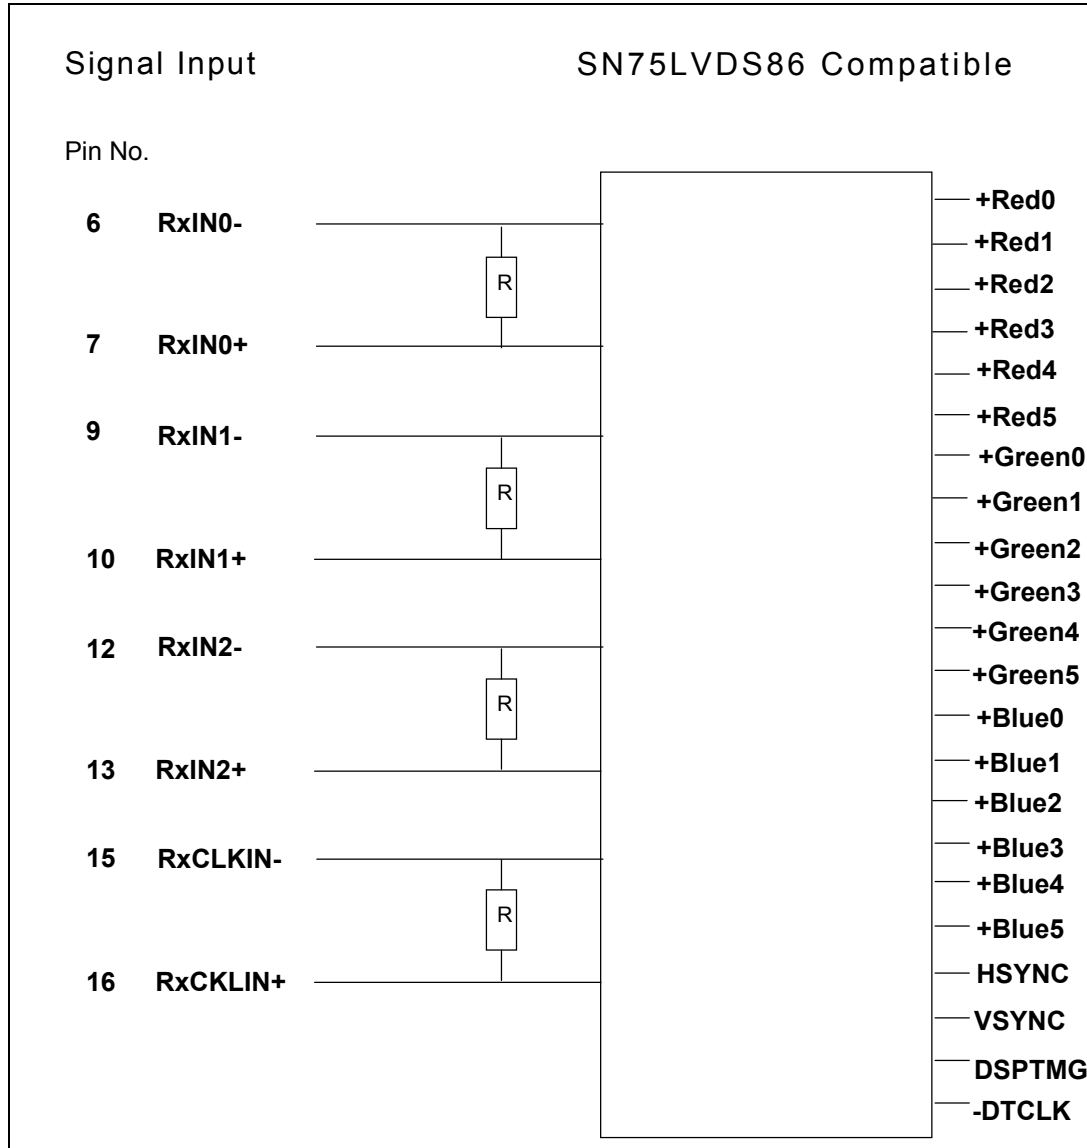 Signal Input
SN75LVDS86 Compatible
Pin No.
6 RxIN0-
R
7 RxIN0+
9 RxIN1-
R
10 RxIN1+
12 RxIN2-
R
13 RxIN2+
15 RxCLKIN-
R
16 RxCKLIN+
+Red0
+Red1
+Red2
+Red3
+Red4
+Red5
+Green0
+Green1
+Green2
+Green3
+Green4
+Green5
+Blue0
+Blue1
+Blue2
+Blue3
+Blue4
+Blue5
HSYNC
VSYNC
DSPTMG
-DTCLK